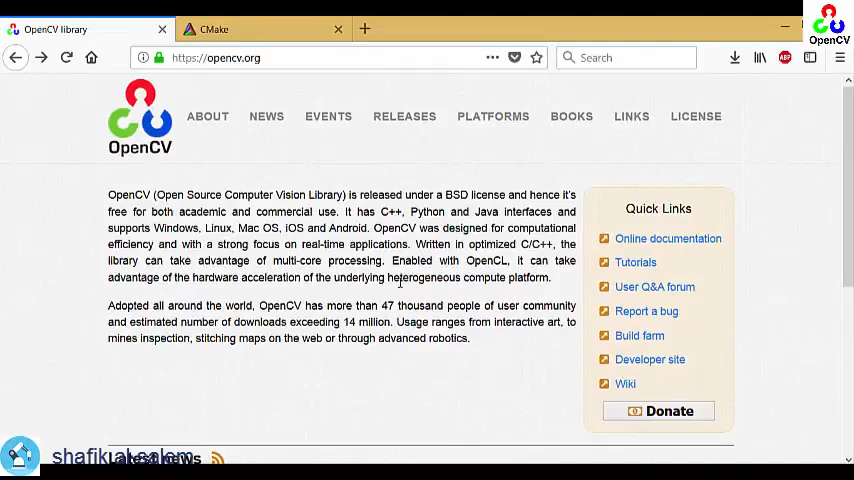 OpenCV library
CMake
OpenCV
https://opencv.org
Search
ABP
OpenCV
ABOUT NEWS EVENTS RELEASES PLATFORMS BOOKS LINKS LICENSE
OpenCV (Open Source Computer Vision Library) is released under a BSD license and hence it's
free for both academic and commercial use. It has C++, Python and Java interfaces and
supports Windows, Linux, Mac OS, iOS and Android. OpenCV was designed for computational
efficiency and with a strong focus on real-time applications. Written in optimized C/C++, the
library can take advantage of multi-core processing. Enabled with OpenCL, it can take
advantage of the hardware acceleration of the underlying heterogeneous compute platform.
Adopted all around the world, OpenCV has more than 47 thousand people of user community
and estimated number of downloads exceeding 14 million. Usage ranges from interactive art, to
mines inspection, stitching maps on the web or through advanced robotics.
Quick Links
Online documentation
Tutorials
User Q&A forum
Report a bug
Build farm
Developer site
Wiki
Donate
Latest news
shafik al salem